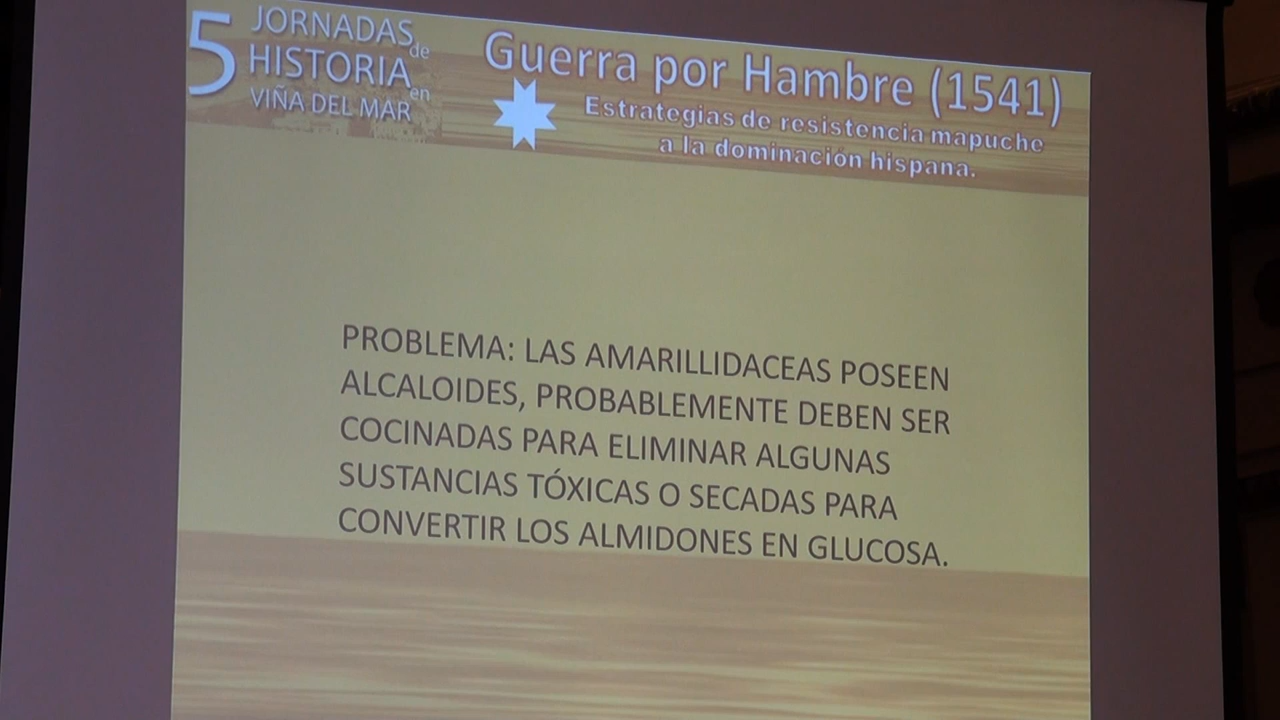 5 JORNADAS de
HISTORIA en
VIÑA DEL MAR
Guerra por Hambre (1541)
Estrategias de resistencia mapuche
a la dominación hispana.
PROBLEMA: LAS AMARILLIDACEAS POSEEN
ALCALOIDES, PROBABLEMENTE DEBEN SER
COCINADAS PARA ELIMINAR ALGUNAS
SUSTANCIAS TÓXICAS O SECADAS PARA
CONVERTIR LOS ALMIDONES EN GLUCOSA.